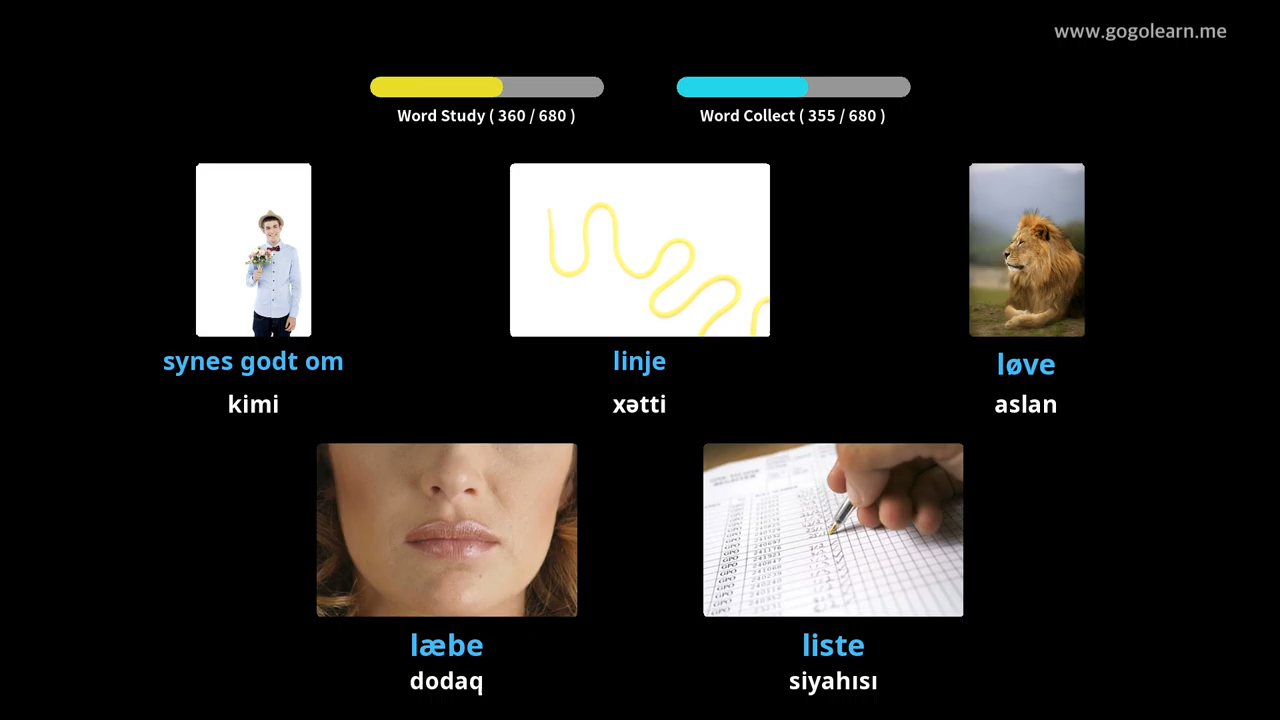 www.gogolearn.me
Word Study ( 360 / 680 )
Word Collect ( 355 / 680 )
synes godt om
linje
løve
kimi
xətti
aslan
læbe
liste
dodaq
siyahısı